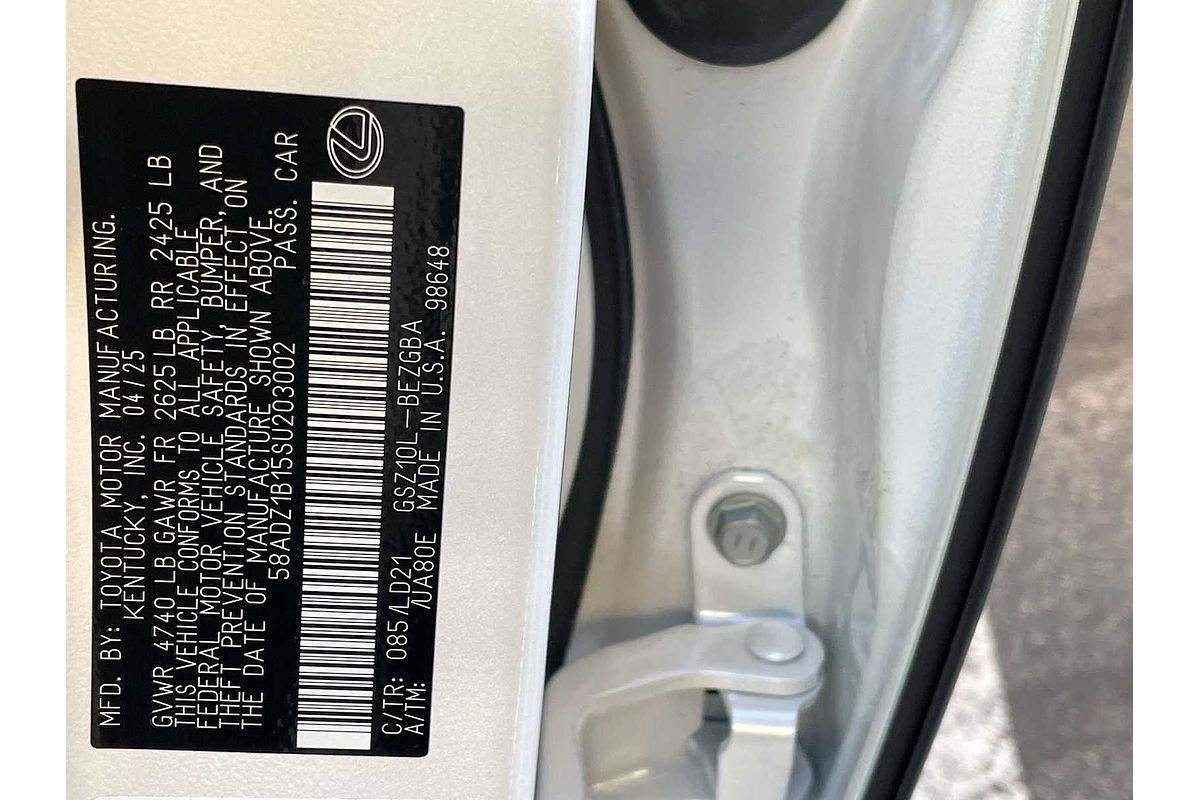 MFD. BY: TOYOTA MOTOR MANUFACTURING.
KENTUCKY, INC. 04/25
GVWR 4740 LB GAWR FR 2625 LB RR 2425 LB
THIS VEHICLE CONFORMS TO ALL APPLICABLE
FEDERAL MOTOR VEHICLE SAFETY, BUMPER, AND
THEFT PREVENTION STANDARDS IN EFFECT ON
THE DATE OF MANUFACTURE SHOWN ABOVE.
58ADZ1B15SU203002 PASS. CAR
C/TR: 085/LD21 GSZ10L-BEZGBA
A/TM: /UA80E MADE IN U.S.A. 98648